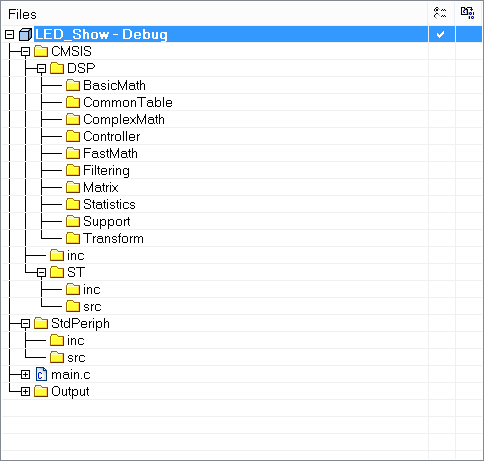 Files
LED_Show - Debug
CMSIS
DSP
BasicMath
CommonTable
ComplexMath
Controller
FastMath
Filtering
Matrix
Statistics
Support
Transform
inc
ST
inc
src
StdPeriph
inc
src
main.c
Output